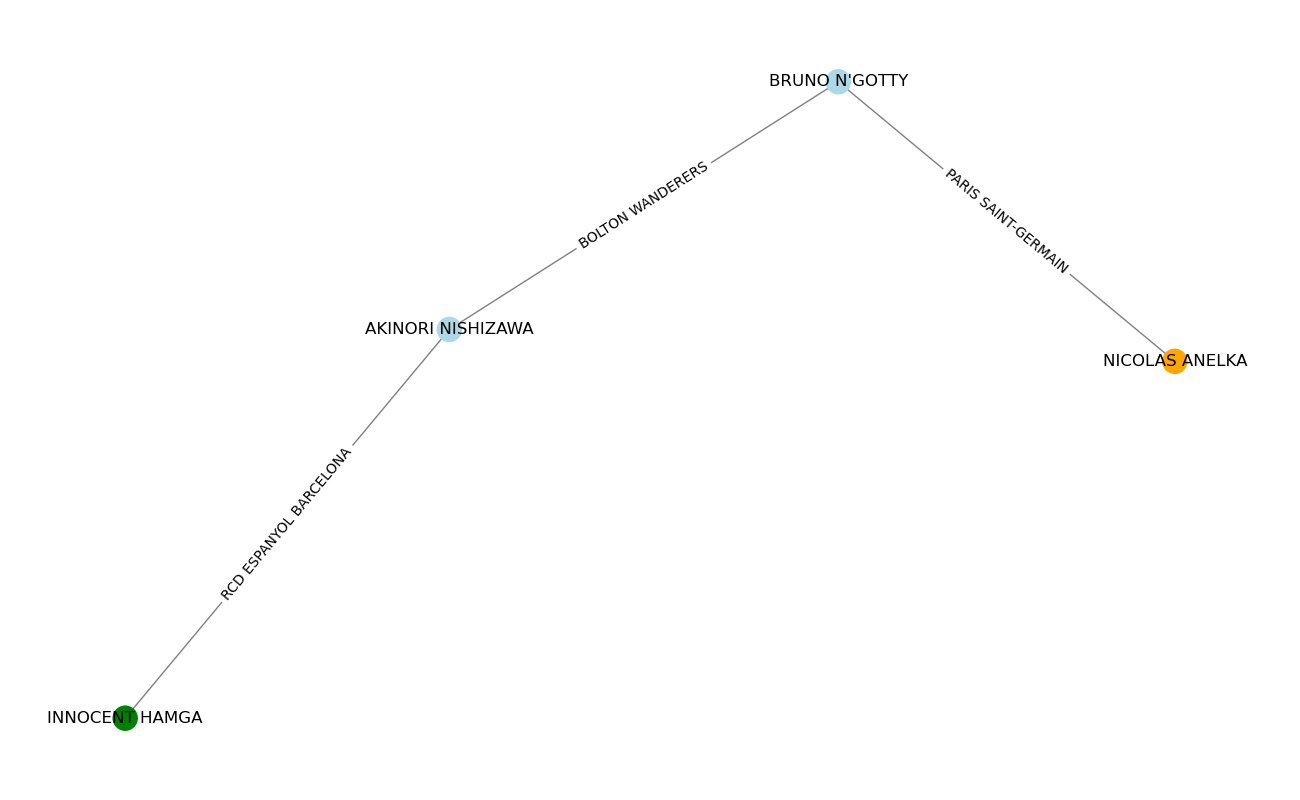 BRUNO N'GOTTY
BOLTON WANDERERS
PARIS SAINT-GERMAIN
AKINORI NISHIZAWA
NICOLAS ANELKA
RCD ESPANYOL BARCELONA
INNOCENT HAMGA